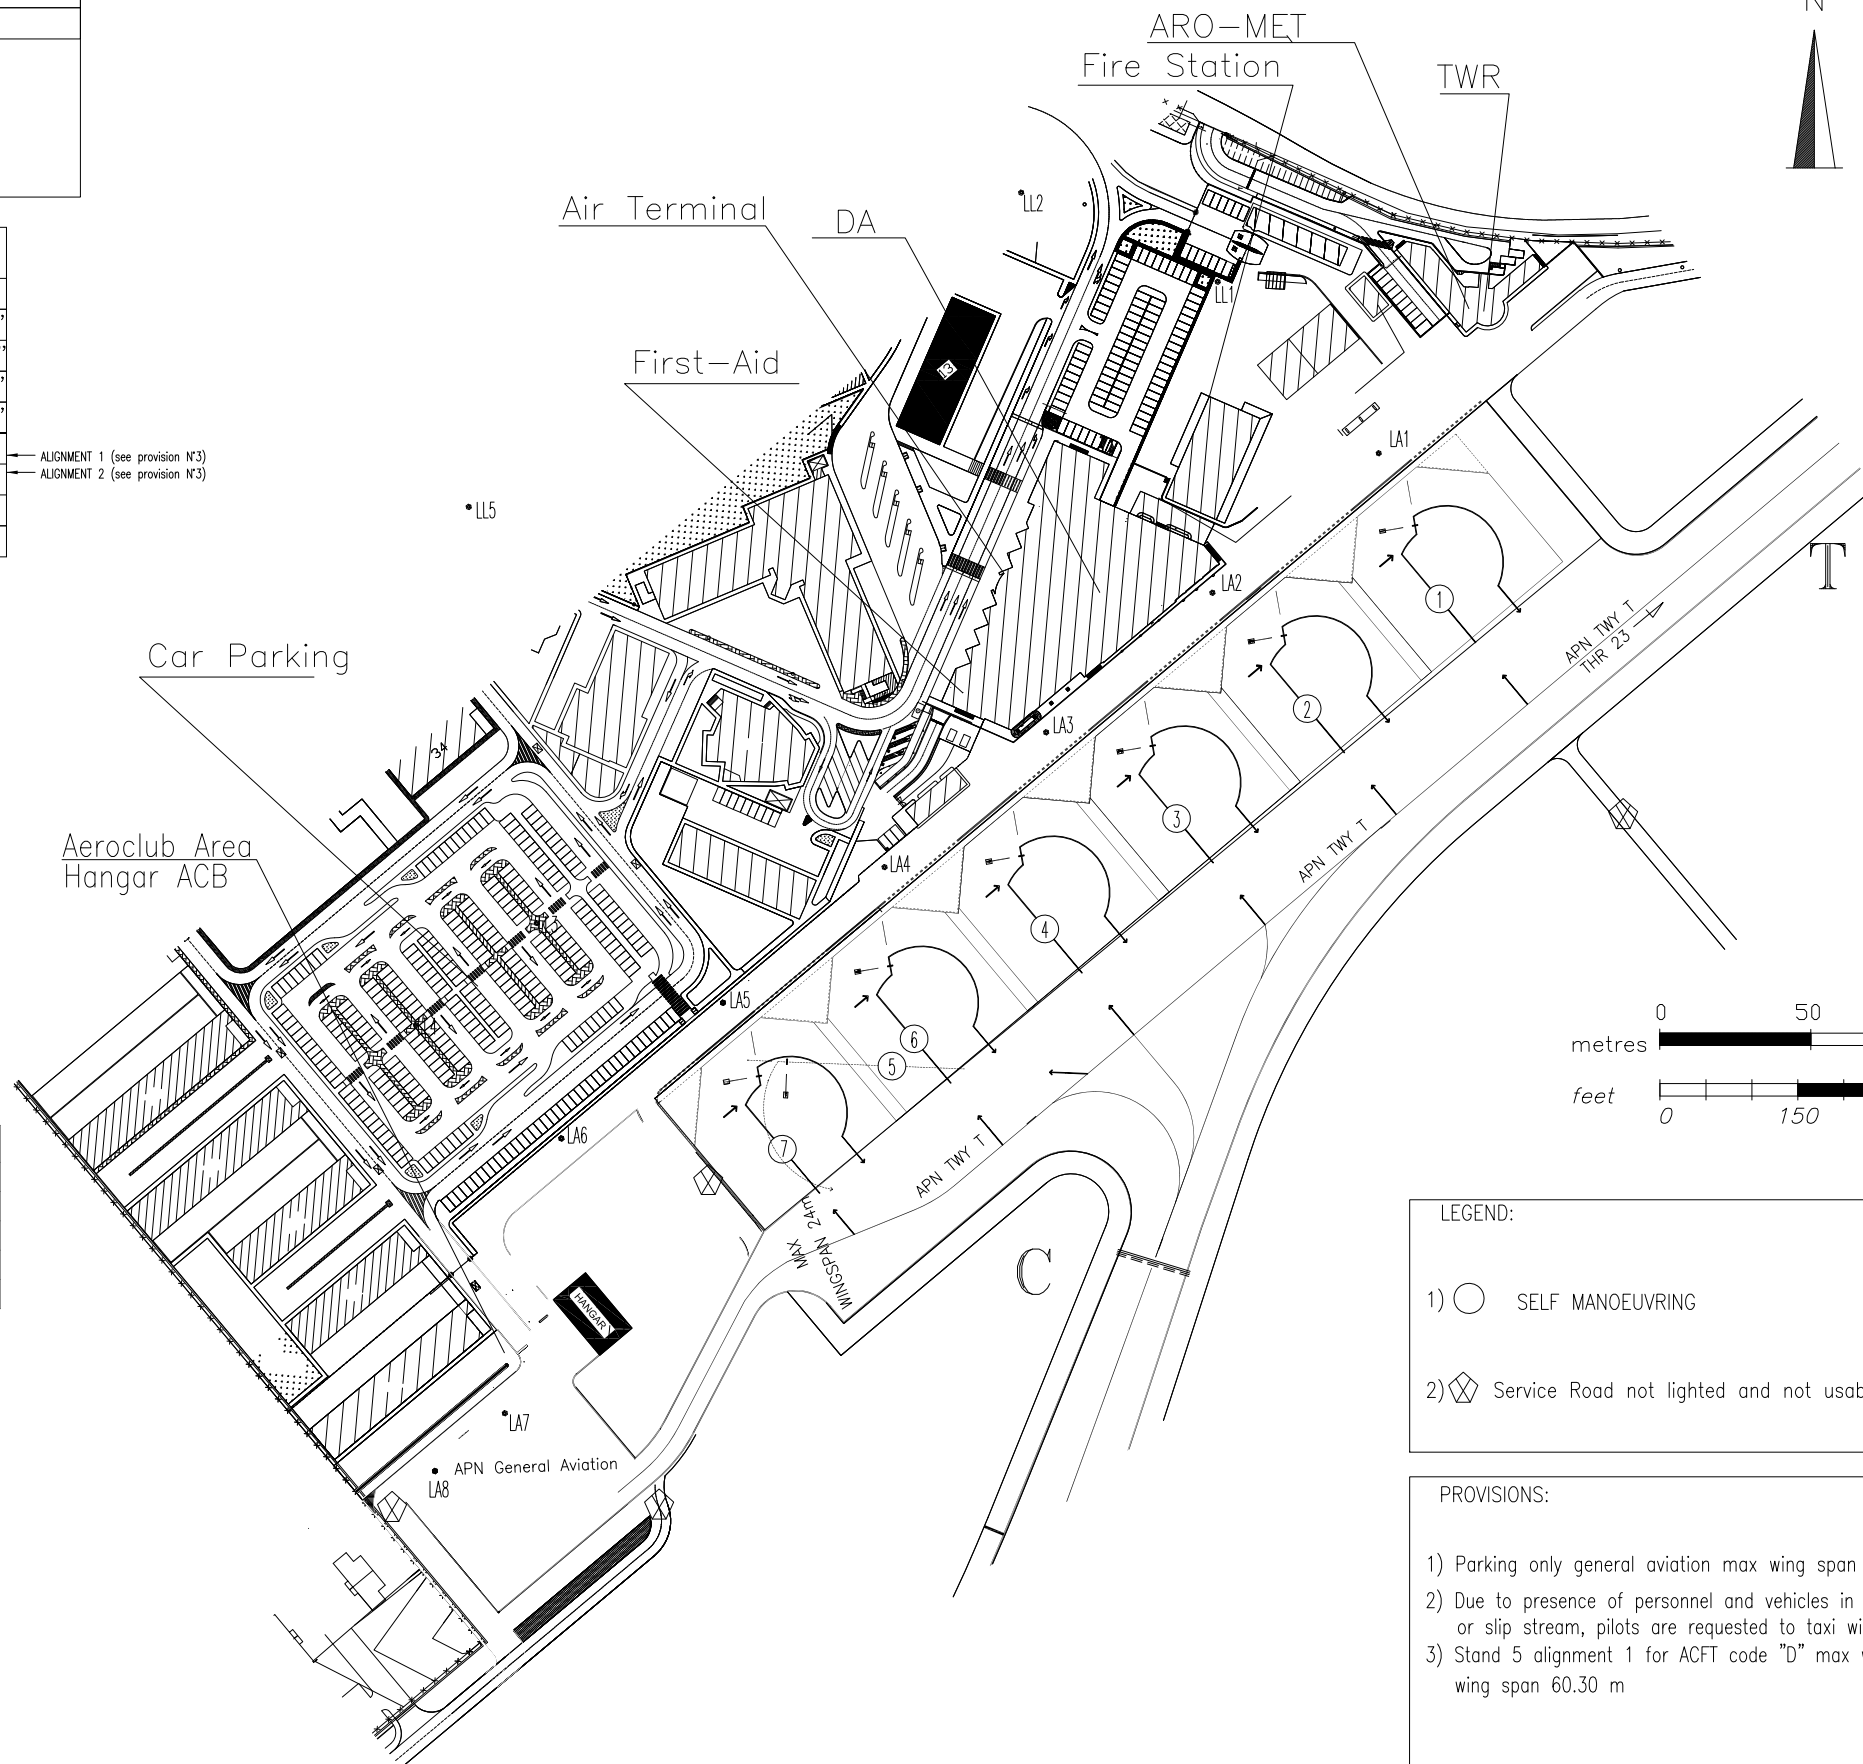 N
ARO-MET
Fire Station
TWR
LL2
Air Terminal
DA
LL1
First-Aid
13
LA1
ALIGNMENT 1 (see provision N°3)
ALIGNMENT 2 (see provision N°3)
LL5
T
LA2
1
APN TWY T
THR 23
Car Parking
2
LA3
34
3
Aeroclub Area
Hangar ACB
APN TWY T
LA4
4
LA5
0 50
metres
6
5
feet
0 150
LA6
7
APN TWY T
MAX
WINGSPAN 24m
C
HANGAR
LEGEND:
1) SELF MANOEUVRING
2) Service Road not lighted and not
LA7
APN General Aviation
LA8
PROVISIONS:
1) Parking only general aviation max wing span
2) Due to presence of personnel and vehicles in
or slip stream, pilots are requested to taxi
3) Stand 5 alignment 1 for ACFT code "D" max
wing span 60.30 m